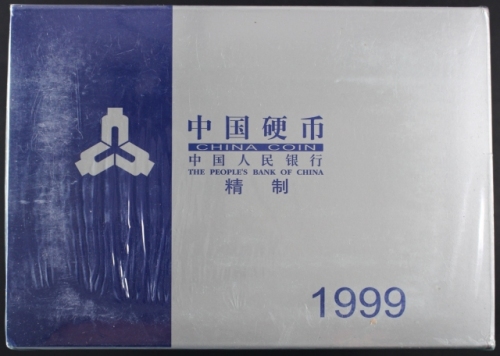 中国硬币
CHINA COIN
中国人民银行
THE PEOPLE'S BANK OF CHINA
精 制
1999